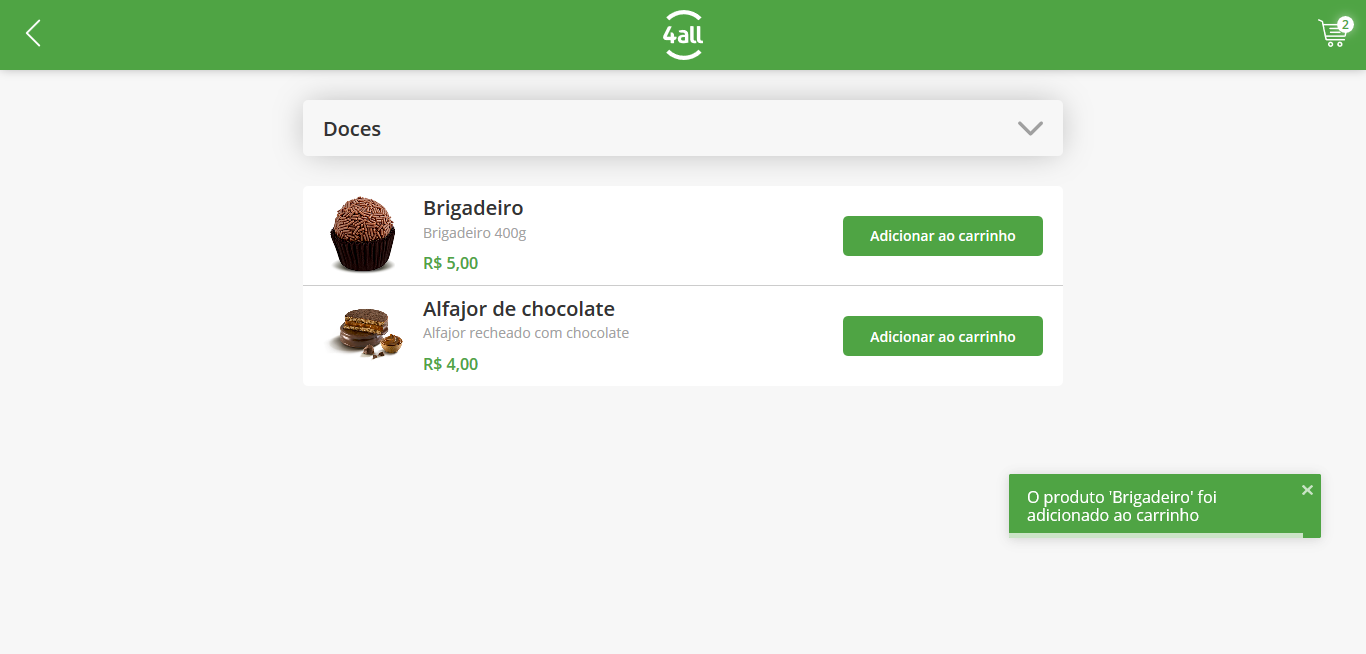 4all
2
Doces
Brigadeiro
Brigadeiro 400g
R$ 5,00
Adicionar ao carrinho
Alfajor de chocolate
Alfajor recheado com chocolate
R$ 4,00
Adicionar ao carrinho
O produto 'Brigadeiro' foi
adicionado ao carrinho